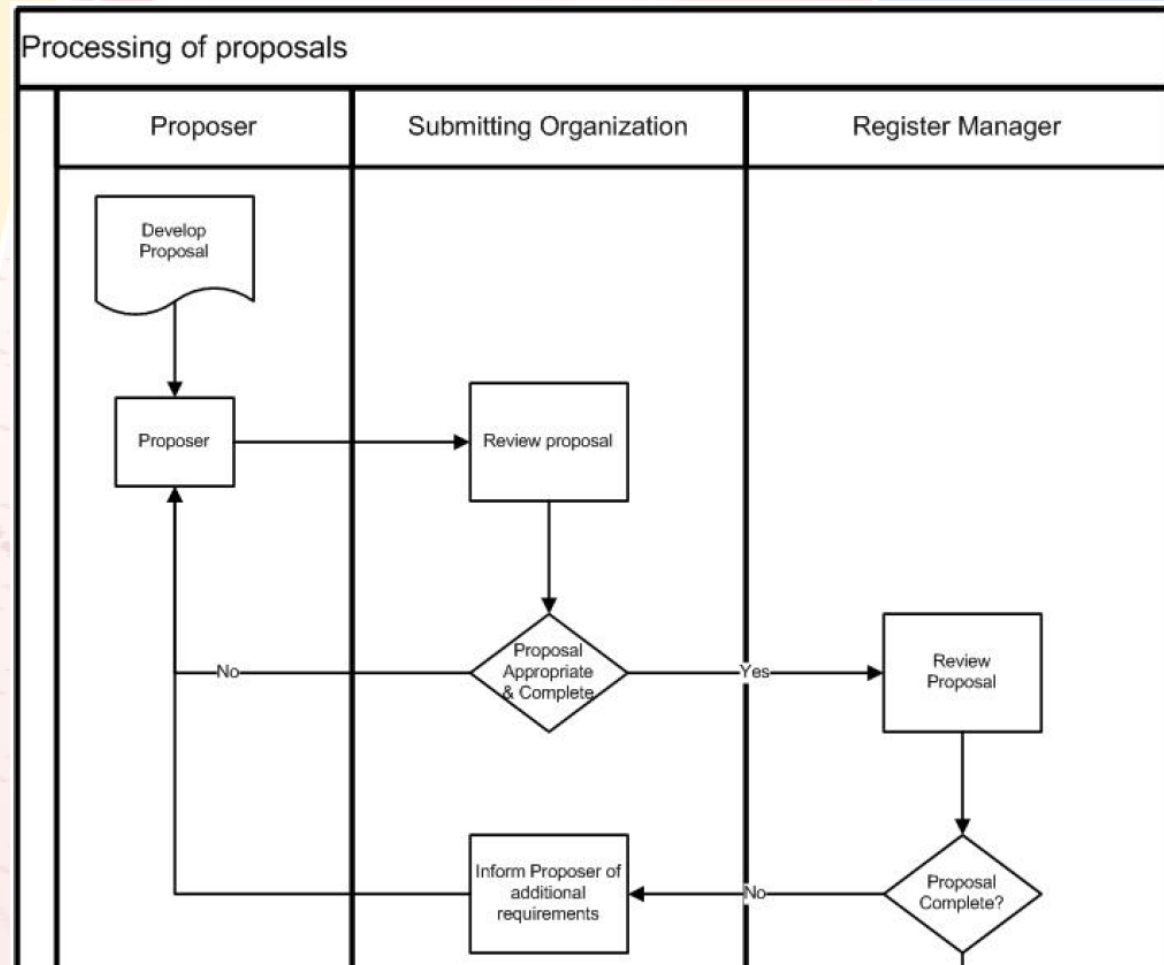 Processing of proposals
Proposer
Submitting Organization
Register Manager
Develop
Proposal
Proposer
Review proposal
Proposal
Appropriate
& Complete
No
Yes
Review
Proposal
Inform Proposer of
additional
requirements
No
Proposal
Complete?